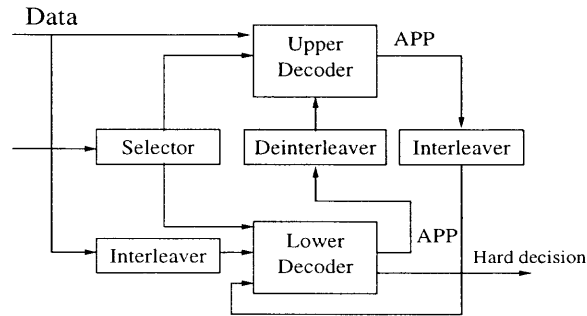 Data
Upper
Decoder
APP
Selector
Deinterleaver
Interleaver
Interleaver
Lower
Decoder
APP
Hard decision